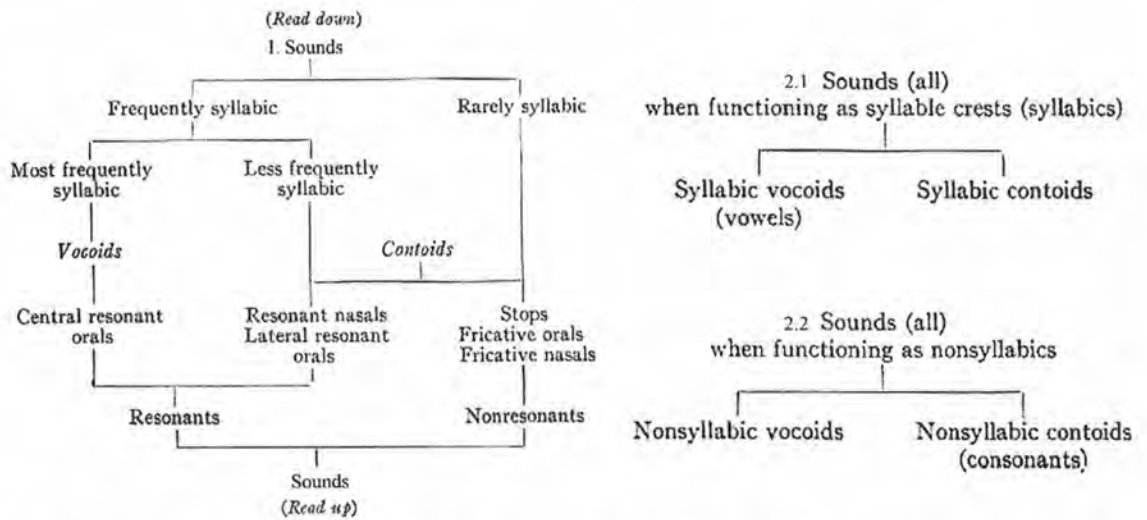 (Read down)
1. Sounds
Frequently syllabic
Rarely syllabic
Most frequently
syllabic
Less frequently
syllabic
Vocoids
Contoids
Central resonant
orals
Resonant nasals
Lateral resonant
orals
Stops
Fricative orals
Fricative nasals
Resonants
Nonresonants
Sounds
(Read up)
2.1 Sounds (all)
when functioning as syllable crests (syllabics)
Syllabic vocoids
(vowels)
Syllabic contoids
2.2 Sounds (all)
when functioning as nonsyllabics
Nonsyllabic vocoids
Nonsyllabic contoids
(consonants)